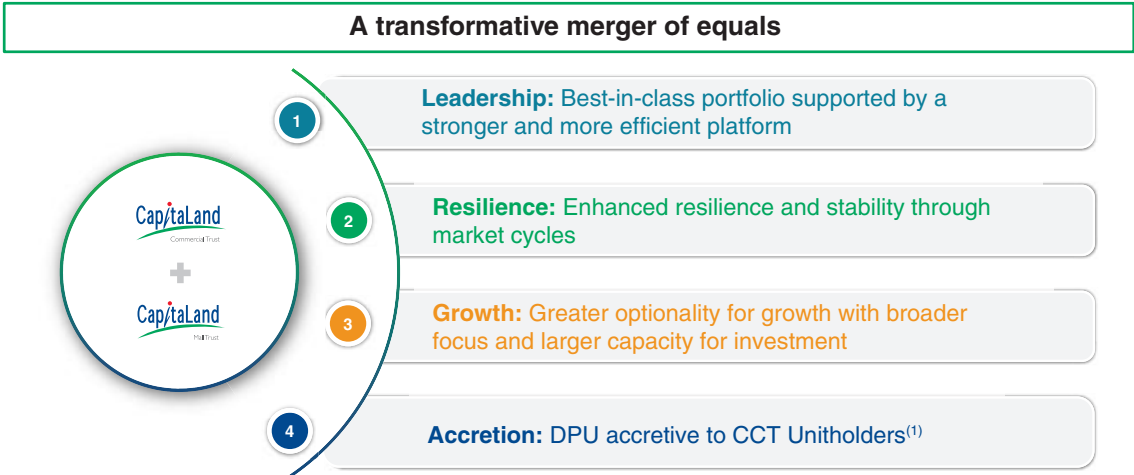 A transformative merger of equals
1
Leadership: Best-in-class portfolio supported by a
stronger and more efficient platform
CapitaLand
Commercial Trust
+
CapitaLand
Mall Trust
2
Resilience: Enhanced resilience and stability through
market cycles
3
Growth: Greater optionality for growth with broader
focus and larger capacity for investment
4
Accretion: DPU accretive to CCT Unitholders(1)